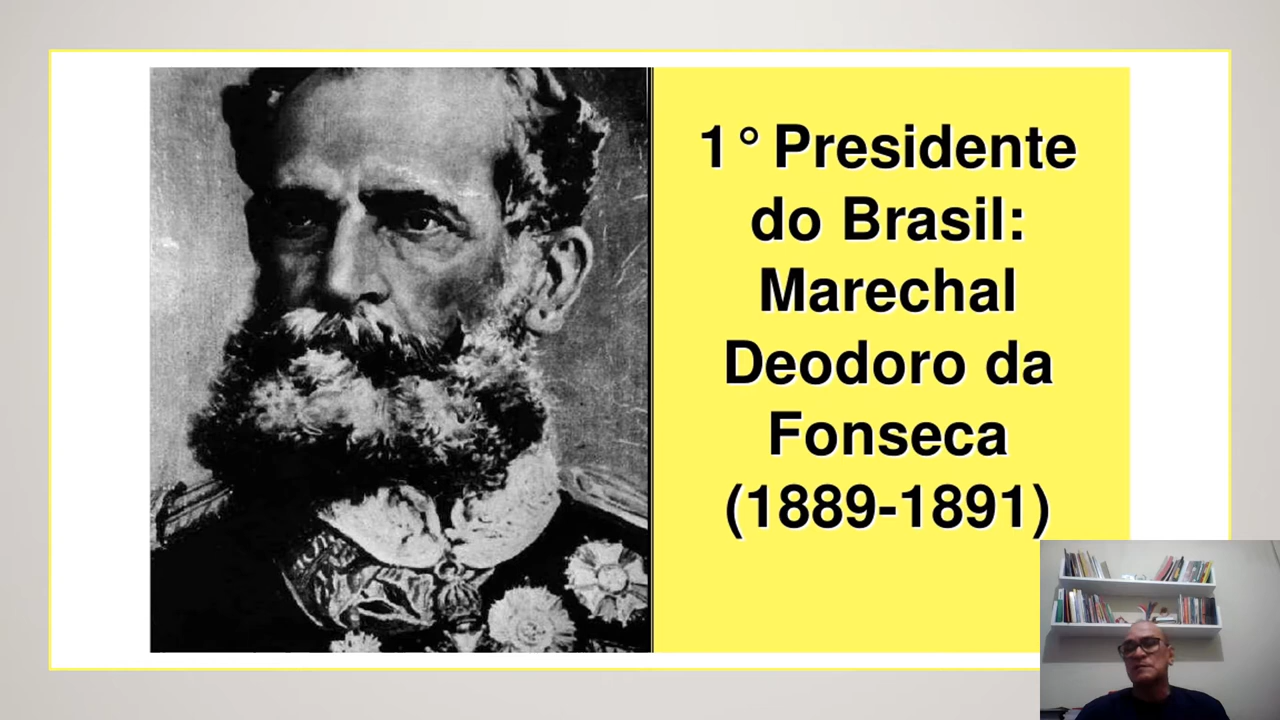 1° Presidente
do Brasil:
Marechal
Deodoro da
Fonseca
(1889-1891)